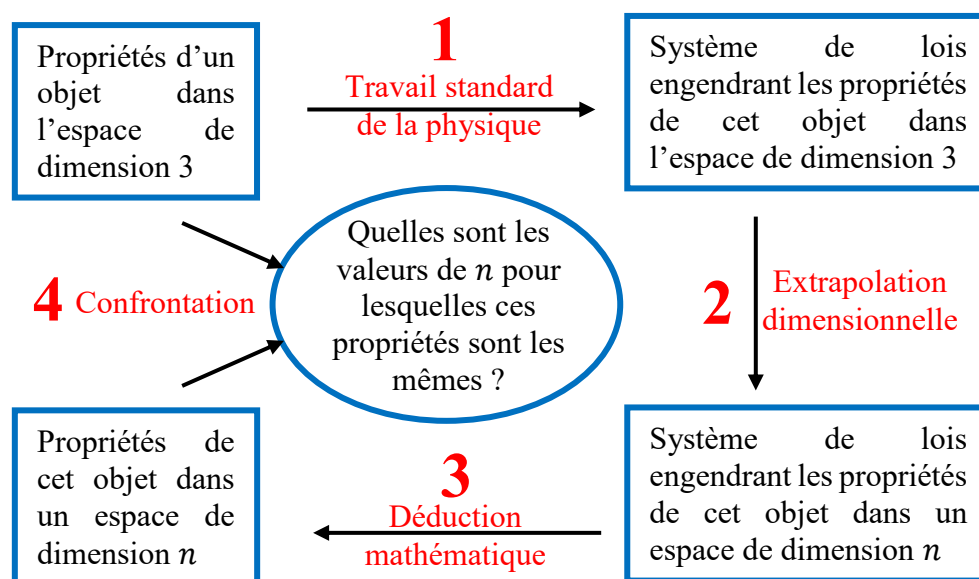 Propriétés d’un
objet dans
l’espace de
dimension 3
1
Travail standard
de la physique
Système de lois
engendrant les propriétés
de cet objet dans
l’espace de dimension 3
2
Extrapolation
dimensionnelle
Système de lois
engendrant les propriétés
de cet objet dans un
espace de dimension n
3
Déduction
mathématique
Propriétés de
cet objet dans
un espace de
dimension n
4 Confrontation
Quelles sont les
valeurs de n pour
lesquelles ces
propriétés sont les
mêmes ?